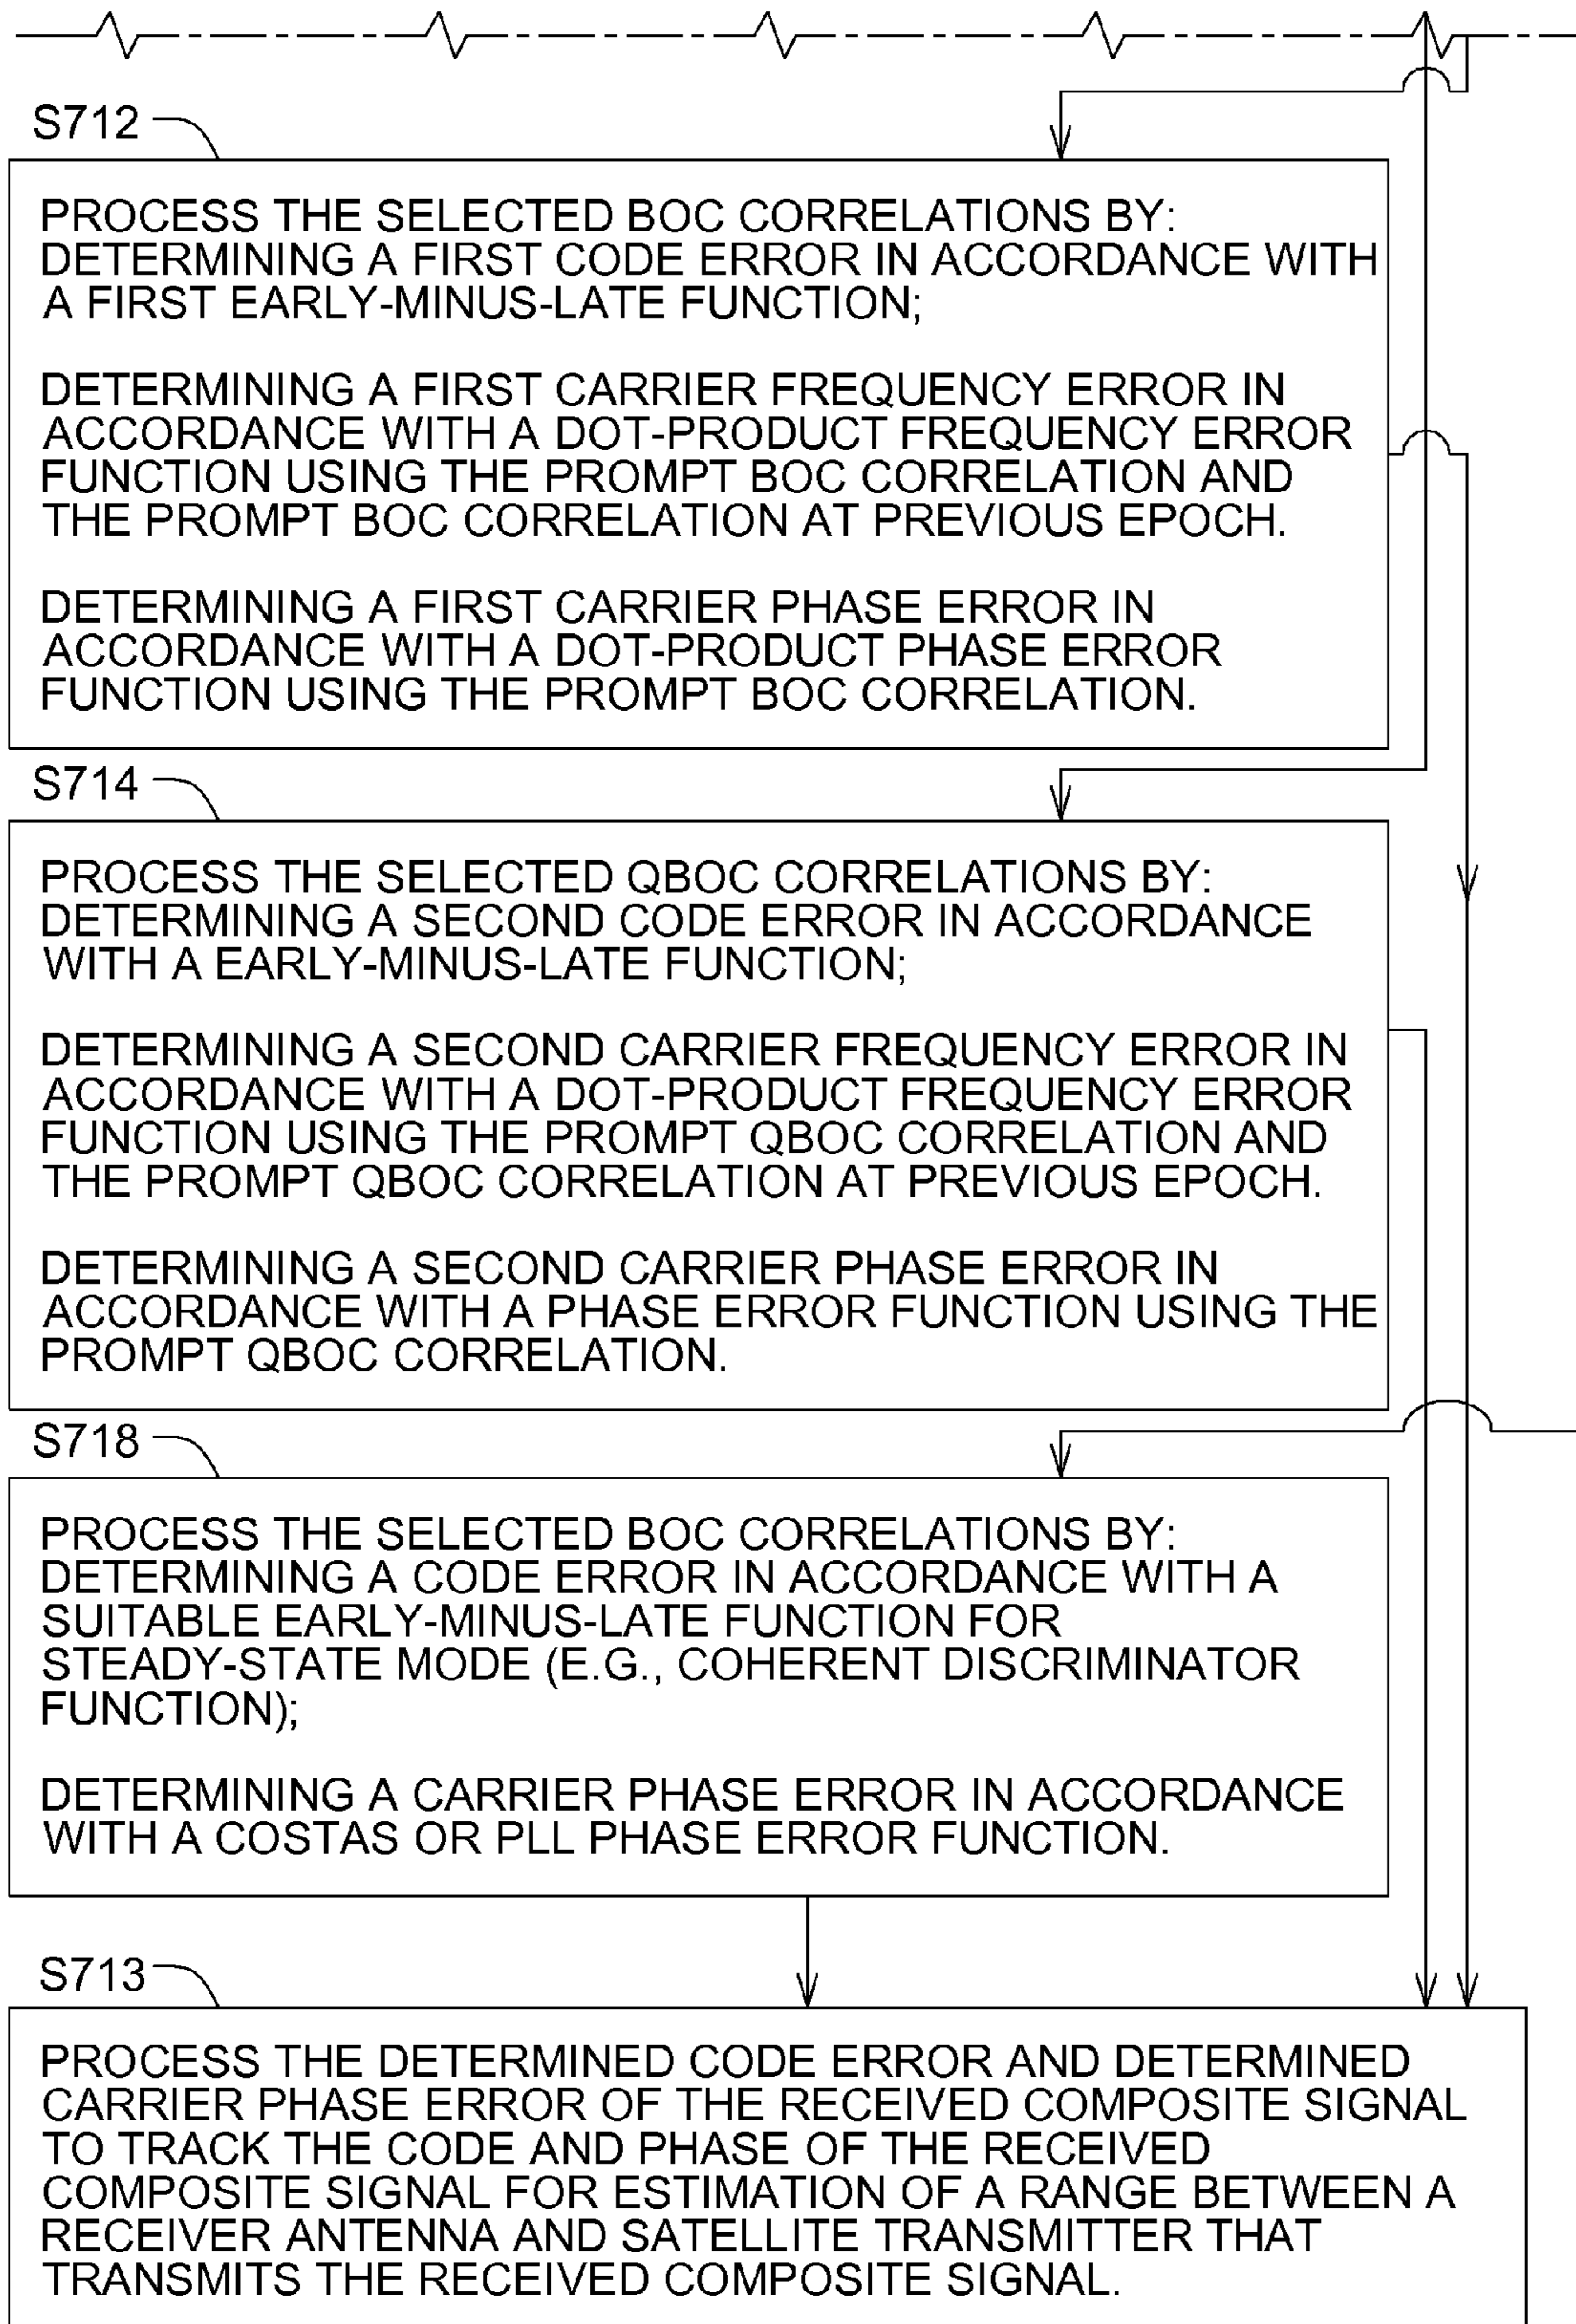 S712
PROCESS THE SELECTED BOC CORRELATIONS BY:
DETERMINING A FIRST CODE ERROR IN ACCORDANCE WITH
A FIRST EARLY-MINUS-LATE FUNCTION;
DETERMINING A FIRST CARRIER FREQUENCY ERROR IN
ACCORDANCE WITH A DOT-PRODUCT FREQUENCY ERROR
FUNCTION USING THE PROMPT BOC CORRELATION AND
THE PROMPT BOC CORRELATION AT PREVIOUS EPOCH.
DETERMINING A FIRST CARRIER PHASE ERROR IN
ACCORDANCE WITH A DOT-PRODUCT PHASE ERROR
FUNCTION USING THE PROMPT BOC CORRELATION.
S714
PROCESS THE SELECTED QBOC CORRELATIONS BY:
DETERMINING A SECOND CODE ERROR IN ACCORDANCE
WITH A EARLY-MINUS-LATE FUNCTION;
DETERMINING A SECOND CARRIER FREQUENCY ERROR IN
ACCORDANCE WITH A DOT-PRODUCT FREQUENCY ERROR
FUNCTION USING THE PROMPT QBOC CORRELATION AND
THE PROMPT QBOC CORRELATION AT PREVIOUS EPOCH.
DETERMINING A SECOND CARRIER PHASE ERROR IN
ACCORDANCE WITH A PHASE ERROR FUNCTION USING THE
PROMPT QBOC CORRELATION.
S718
PROCESS THE SELECTED BOC CORRELATIONS BY:
DETERMINING A CODE ERROR IN ACCORDANCE WITH A
SUITABLE EARLY-MINUS-LATE FUNCTION FOR
STEADY-STATE MODE (E.G., COHERENT DISCRIMINATOR
FUNCTION);
DETERMINING A CARRIER PHASE ERROR IN ACCORDANCE
WITH A COSTAS OR PLL PHASE ERROR FUNCTION.
S713
PROCESS THE DETERMINED CODE ERROR AND DETERMINED
CARRIER PHASE ERROR OF THE RECEIVED COMPOSITE SIGNAL
TO TRACK THE CODE AND PHASE OF THE RECEIVED
COMPOSITE SIGNAL FOR ESTIMATION OF A RANGE BETWEEN A
RECEIVER ANTENNA AND SATELLITE TRANSMITTER THAT
TRANSMITS THE RECEIVED COMPOSITE SIGNAL.